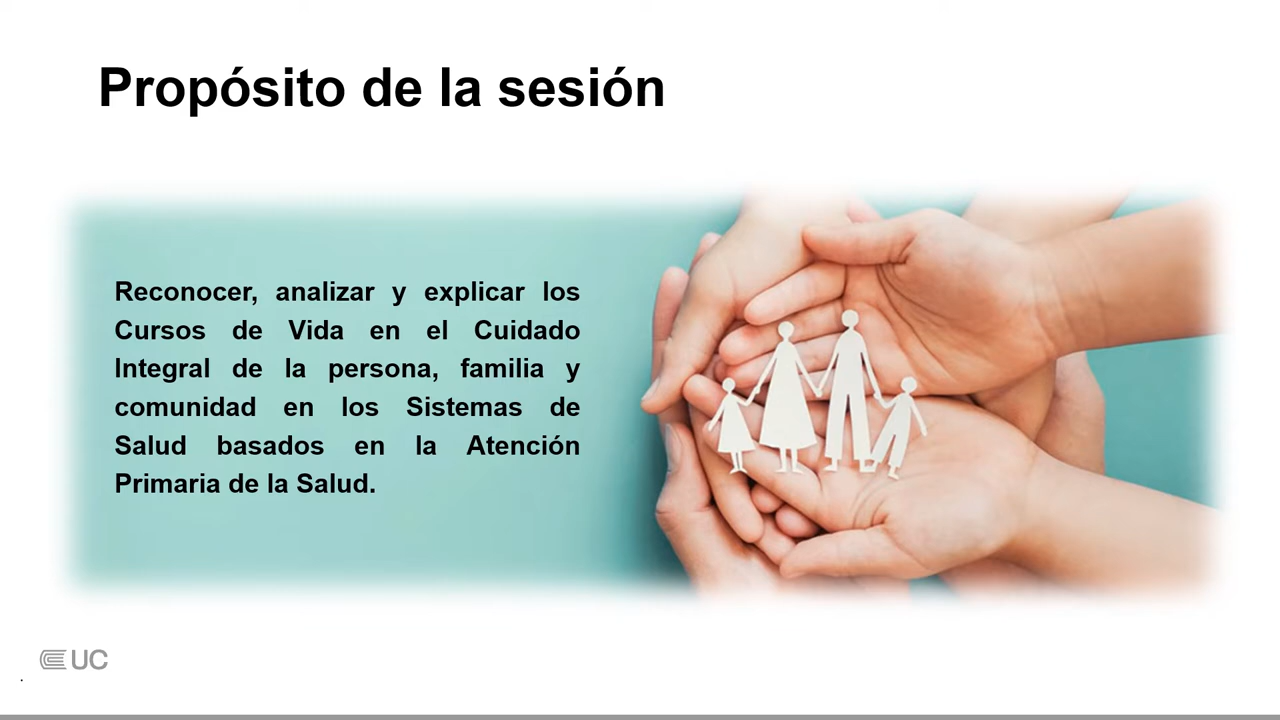 Propósito de la sesión
Reconocer, analizar y explicar los
Cursos de Vida en el Cuidado
Integral de la persona, familia y
comunidad en los Sistemas de
Salud basados en la Atención
Primaria de la Salud.
UC
.